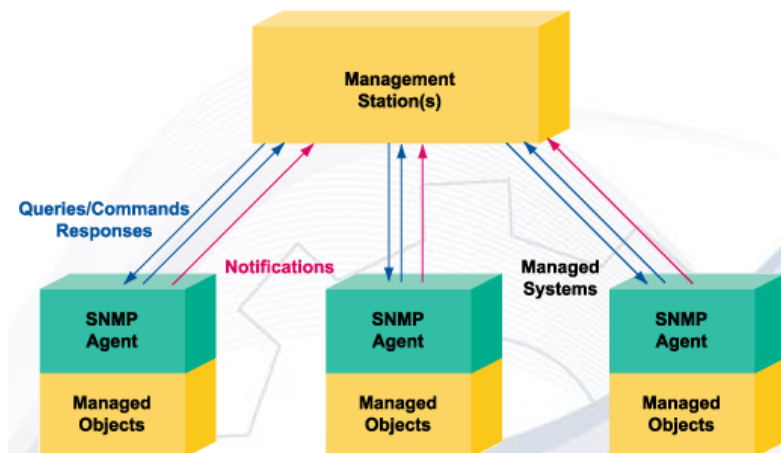 Management
Station(s)
Queries/Commands
Responses
Notifications
Managed
Systems
SNMP
Agent
Managed
Objects
SNMP
Agent
Managed
Objects
SNMP
Agent
Managed
Objects